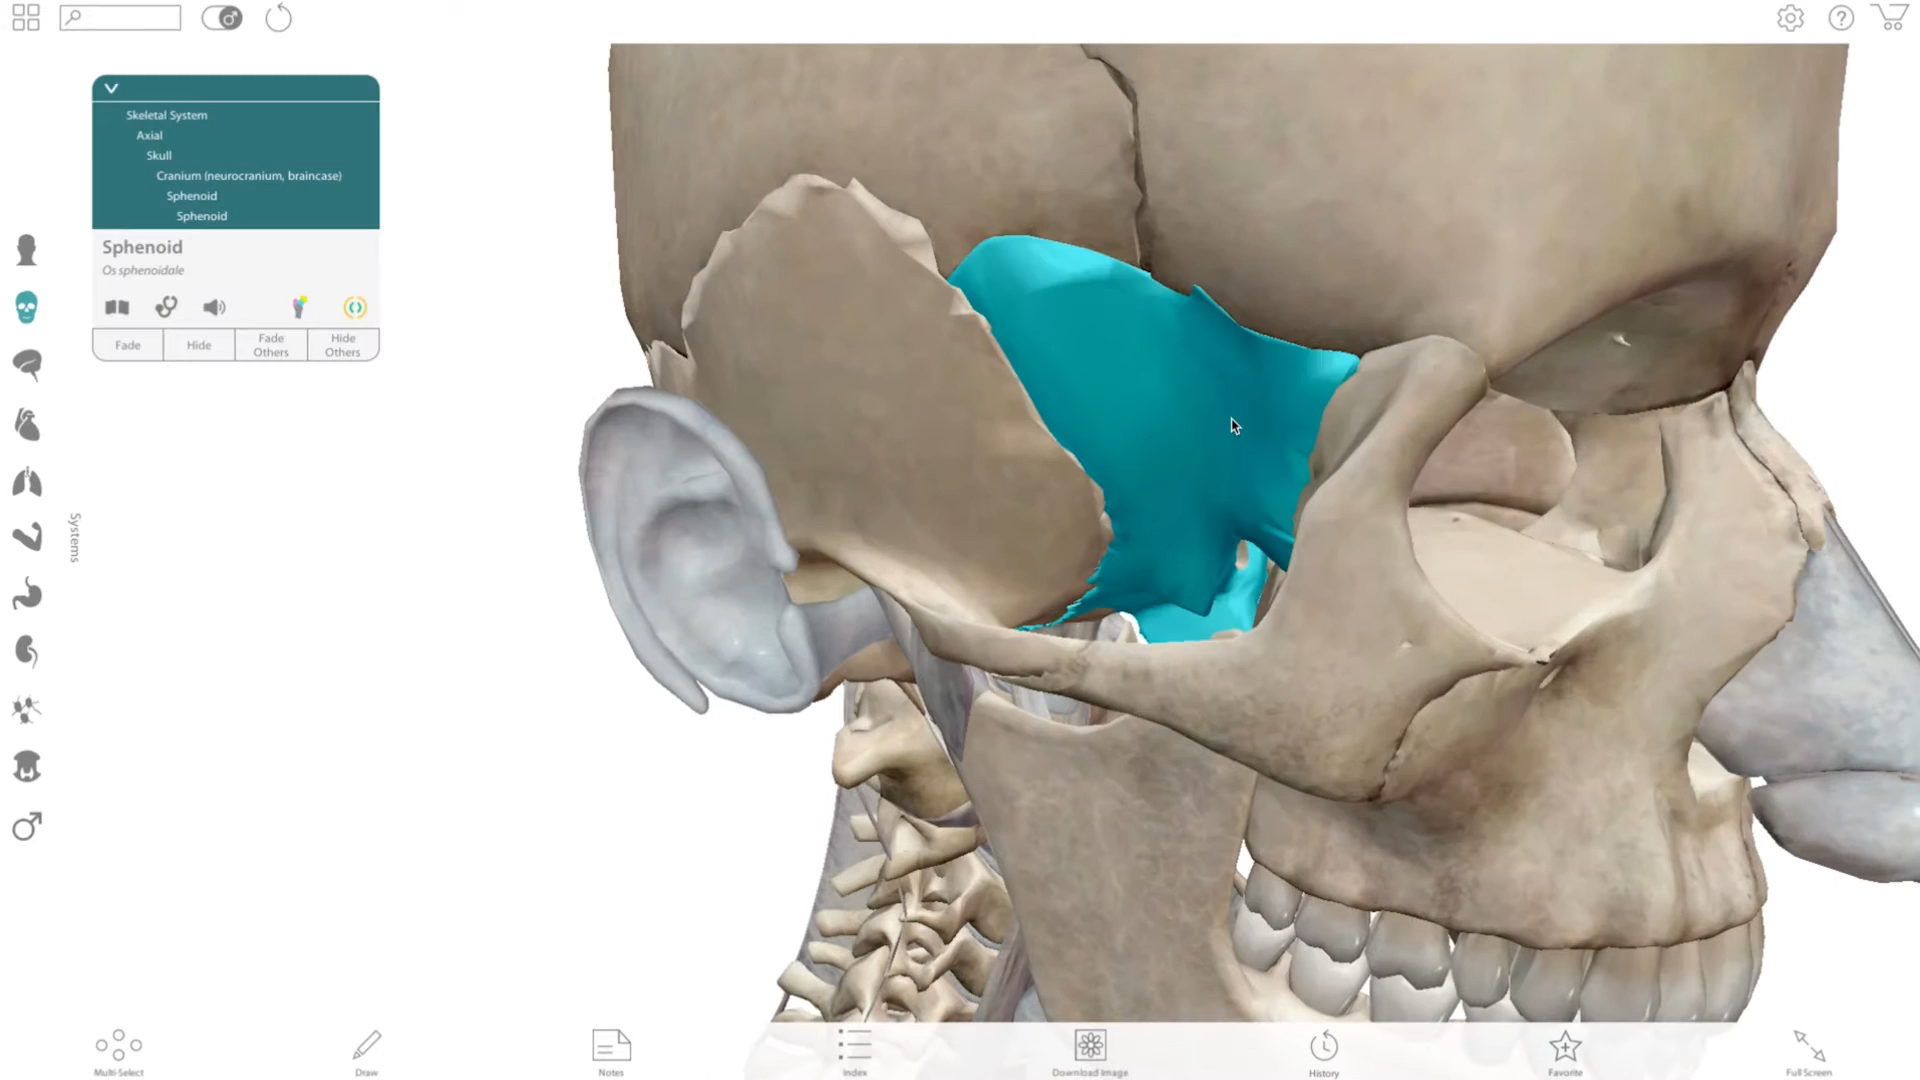 Skeletal System
Axial
Skull
Cranium (neurocranium, braincase)
Sphenoid
Sphenoid
Sphenoid
Os sphenoidale
Fade
Hide
Fade Others
Hide Others
Systems
Multi-Select
Draw
Notes
Index
Download Image
History
Favorite
Full Screen